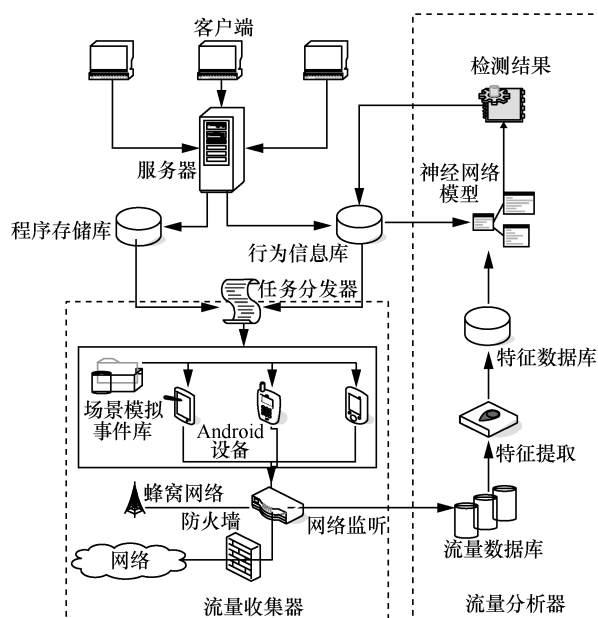 客户端
检测结果
服务器
神经网络
模型
程序存储库
行为信息库
任务分发器
特征数据库
场景模拟
事件库
Android
设备
特征提取
蜂窝网络
防火墙
网络监听
流量数据库
网络
流量收集器
流量分析器